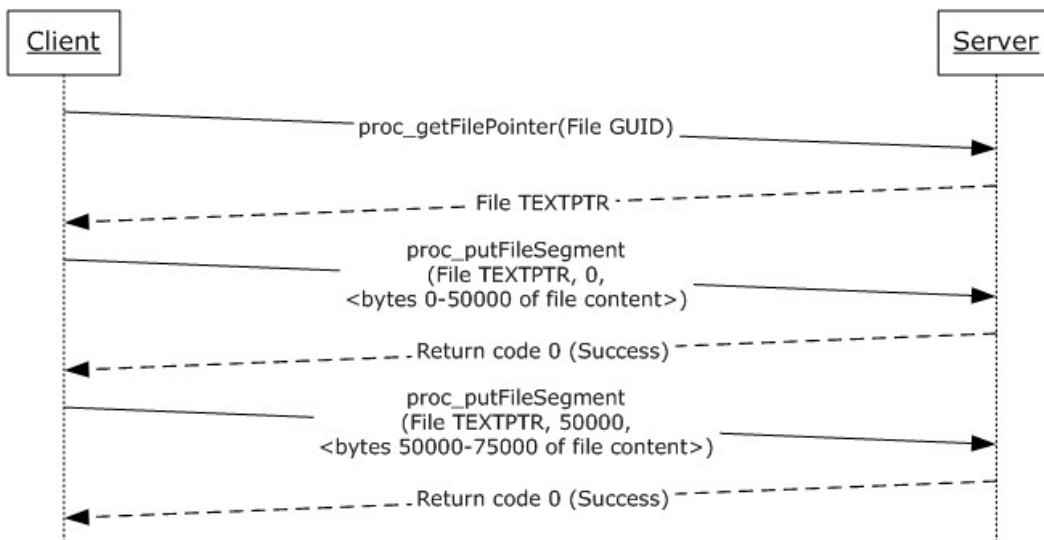 Client
Server
proc_getFilePointer(File GUID)
File TEXTPTR
proc_putFileSegment
(File TEXTPTR, 0,
<bytes 0-50000 of file content>)
Return code 0 (Success)
proc_putFileSegment
(File TEXTPTR, 50000,
<bytes 50000-75000 of file content>)
Return code 0 (Success)